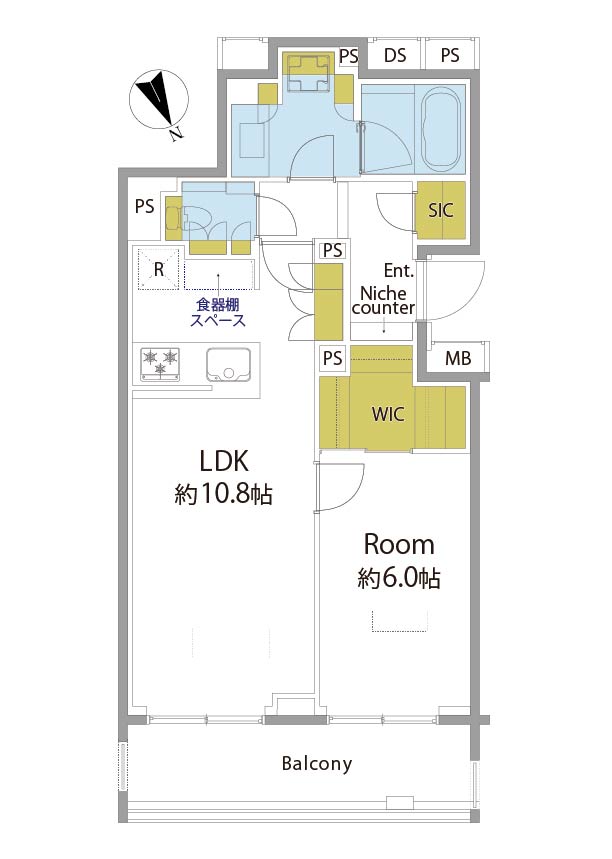 PS
DS
PS
N
PS
SIC
R
PS
Ent.
食器棚
スペース
Niche
counter
PS
MB
WIC
LDK
約10.8帖
Room
約6.0帖
Balcony